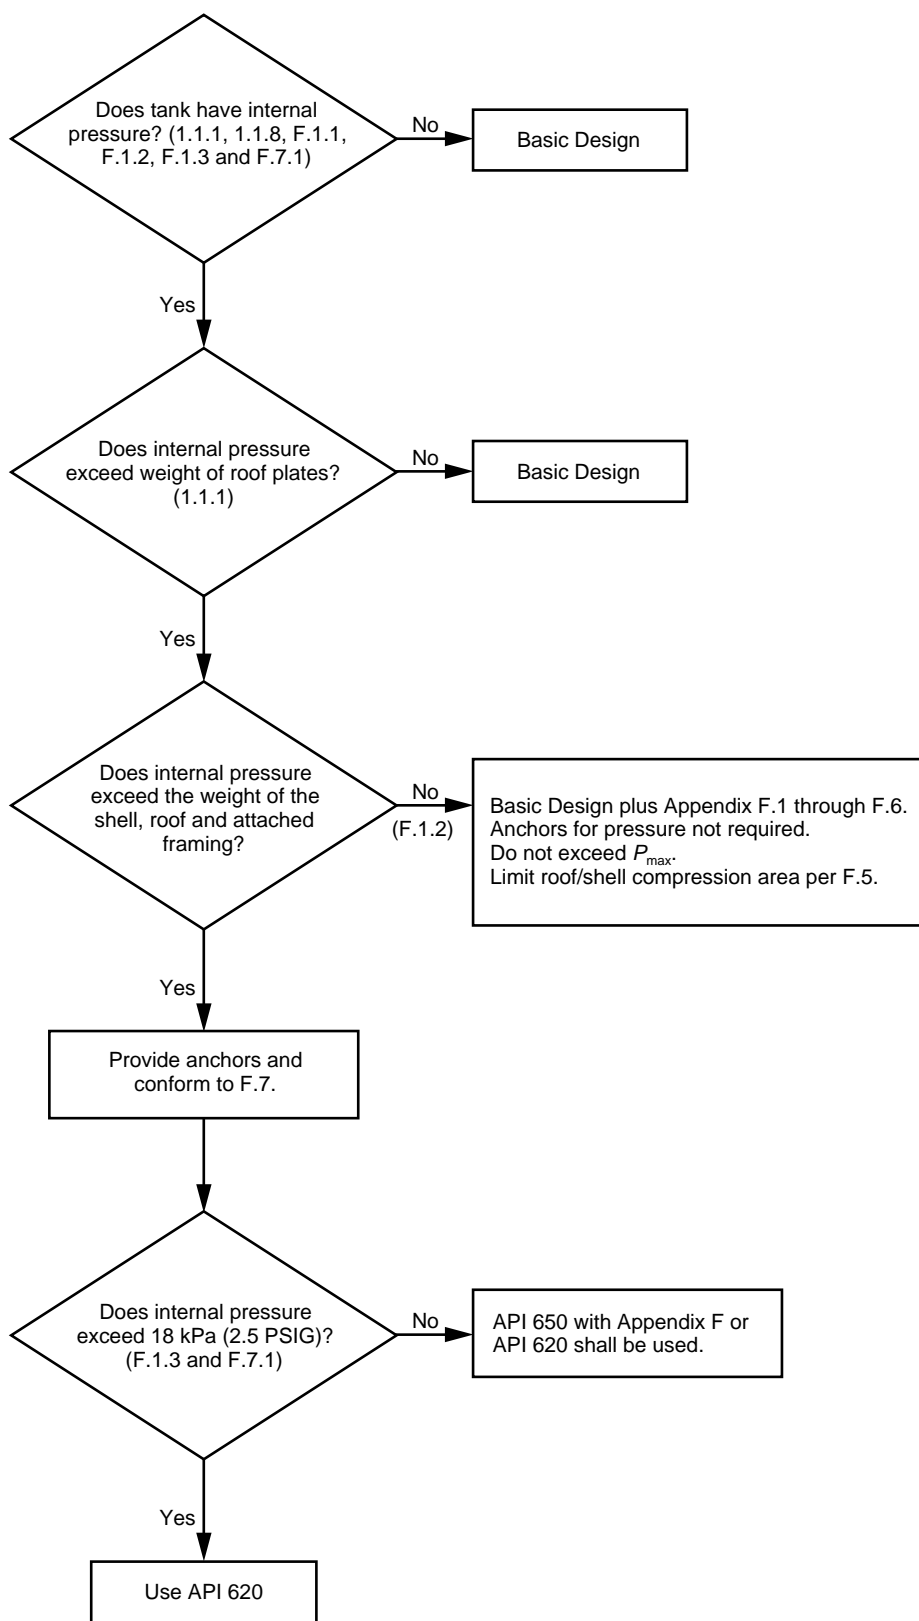 Does tank have internal
pressure? (1.1.1, 1.1.8, F.1.1,
F.1.2, F.1.3 and F.7.1)
No
Basic Design
Yes
Does internal pressure
exceed weight of roof plates?
(1.1.1)
No
Basic Design
Yes
Does internal pressure
exceed the weight of the
shell, roof and attached
framing?
No
(F.1.2)
Basic Design plus Appendix F.1 through F.6.
Anchors for pressure not required.
Do not exceed Pmax.
Limit roof/shell compression area per F.5.
Yes
Provide anchors and
conform to F.7.
Does internal pressure
exceed 18 kPa (2.5 PSIG)?
(F.1.3 and F.7.1)
No
API 650 with Appendix F or
API 620 shall be used.
Yes
Use API 620